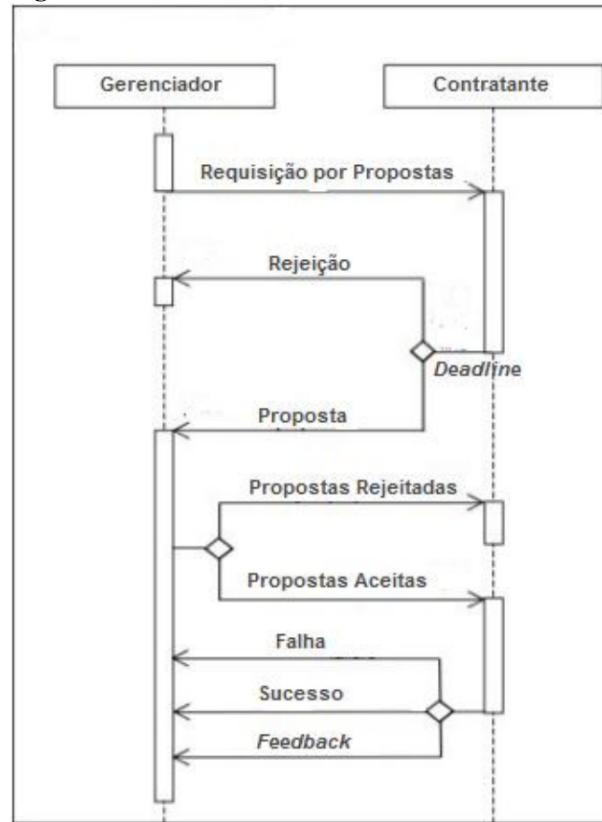 Gerenciador
Contratante
Requisição por Propostas
Rejeição
Deadline
Proposta
Propostas Rejeitadas
Propostas Aceitas
Falha
Sucesso
Feedback